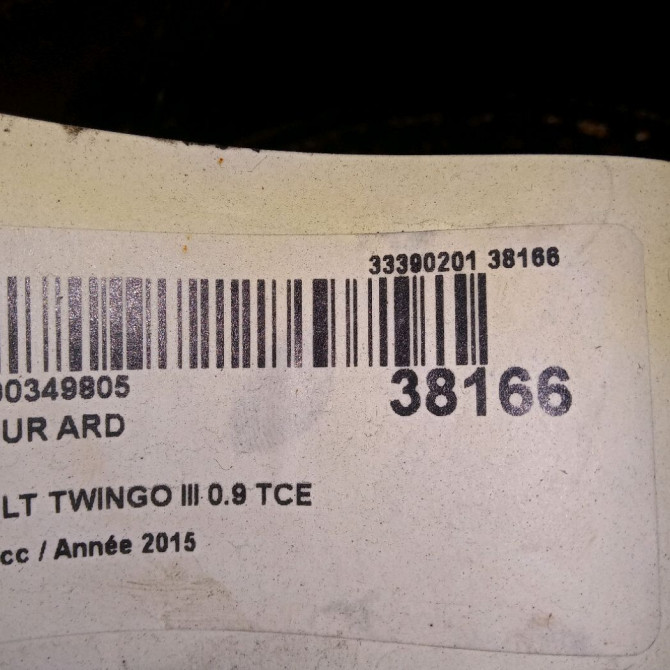 33390201 38166
00349805
38166
UR ARD
LT TWINGO III 0.9 TCE
cc / Année 2015